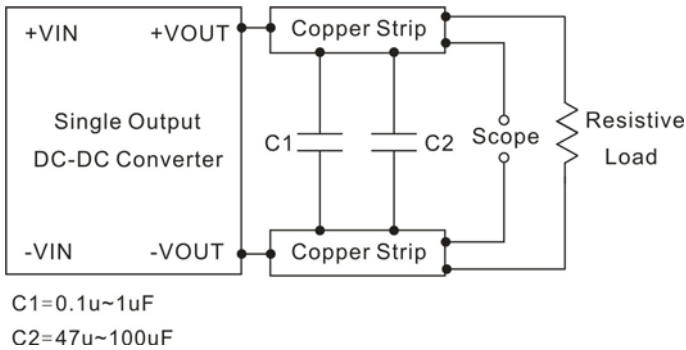 +VIN +VOUT Copper Strip
Single Output
DC-DC Converter
C1 C2 Scope Resistive
Load
-VIN -VOUT Copper Strip
C1=0.1u~1uF
C2=47u~100uF